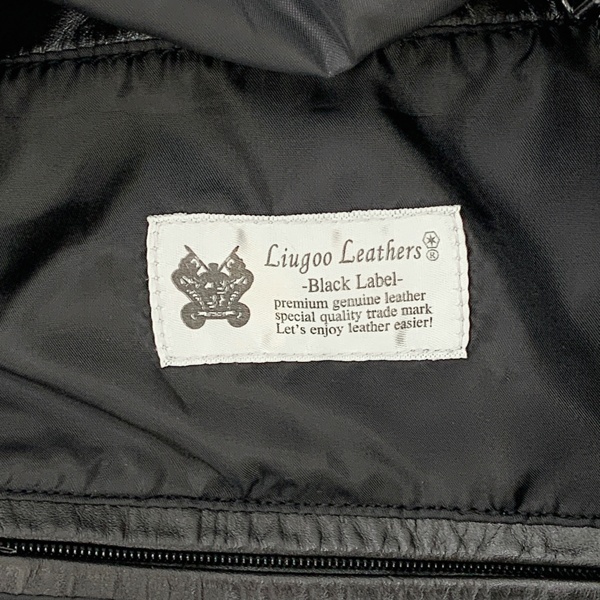 Liugoo Leathers®
-Black Label-
premium genuine leather
special quality trade mark
Let's enjoy leather easier!